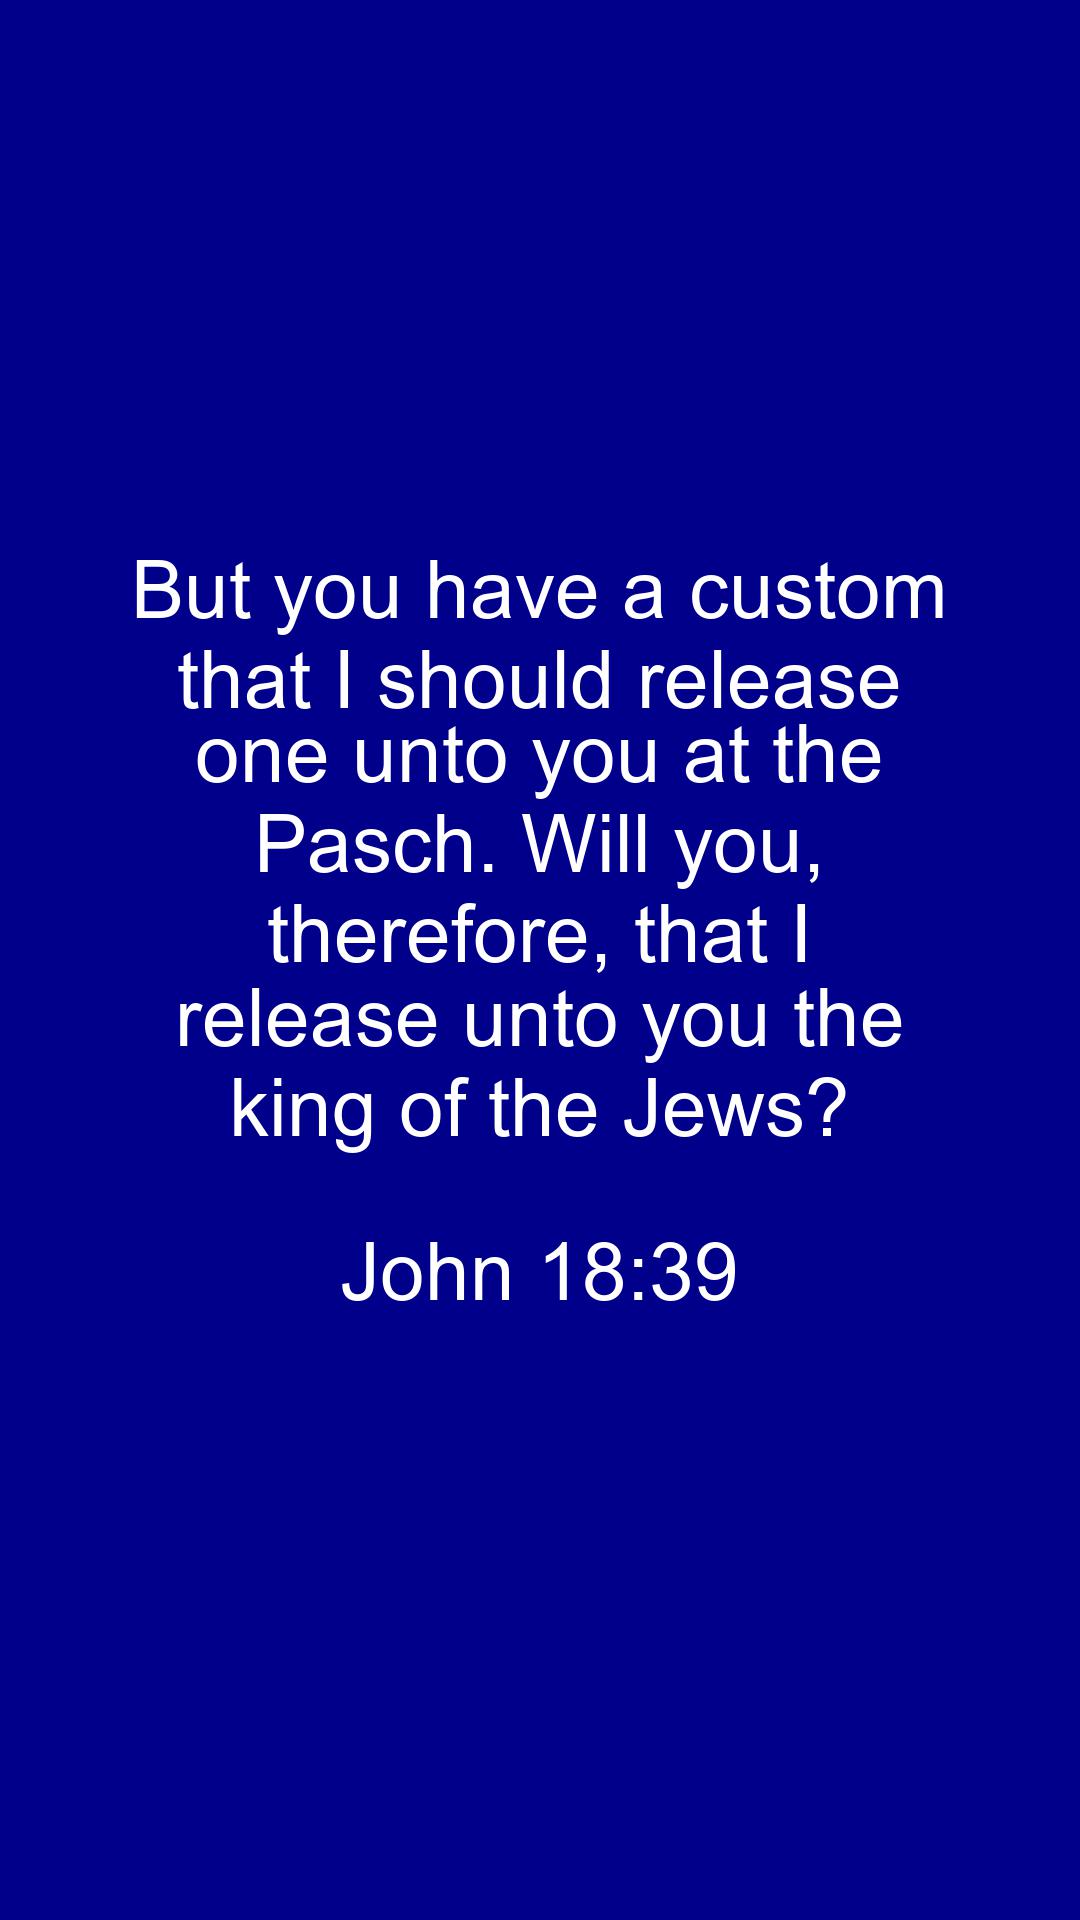 But you have a custom
that I should release
one unto you at the
Pasch. Will you,
therefore, that I
release unto you the
king of the Jews?
John 18:39